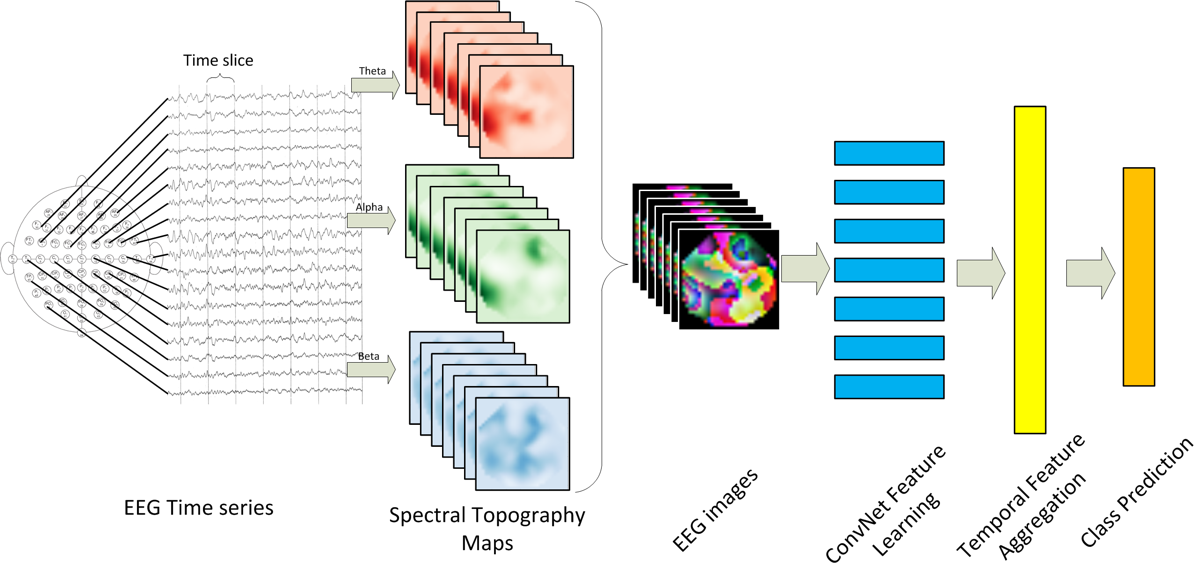 Time slice
Theta
Alpha
Beta
EEG Time series
Spectral Topography
Maps
EEG images
ConvNet Feature
Learning
Temporal Feature
Aggregation
Class Prediction